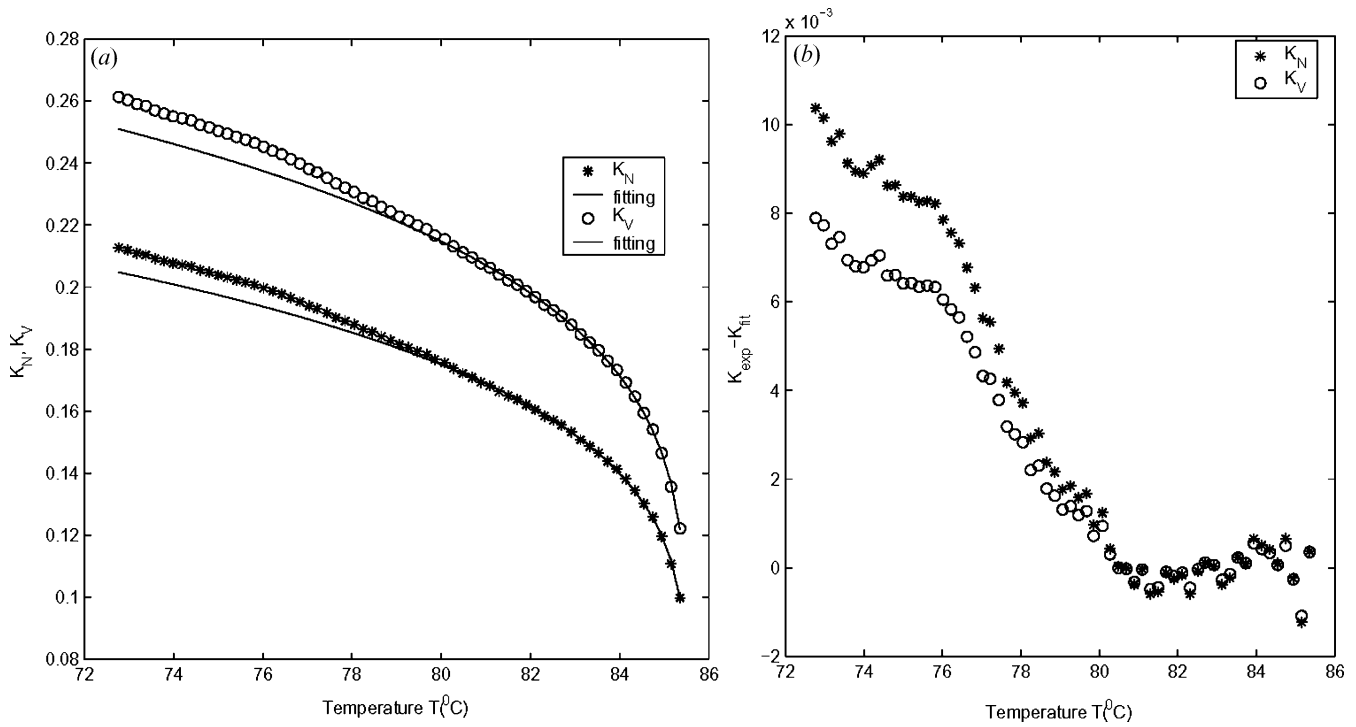 (a)
0.28
0.26
0.24
0.22
0.2
0.18
0.16
0.14
0.12
0.1
0.08
K_N, K_V
K_N
fitting
K_V
fitting
72 74 76 78 80 82 84 86
Temperature T(⁰C)
x 10⁻³
(b)
12
10
8
6
4
2
0
−2
K_exp−K_fit
K_N
K_V
72 74 76 78 80 82 84 86
Temperature T(⁰C)